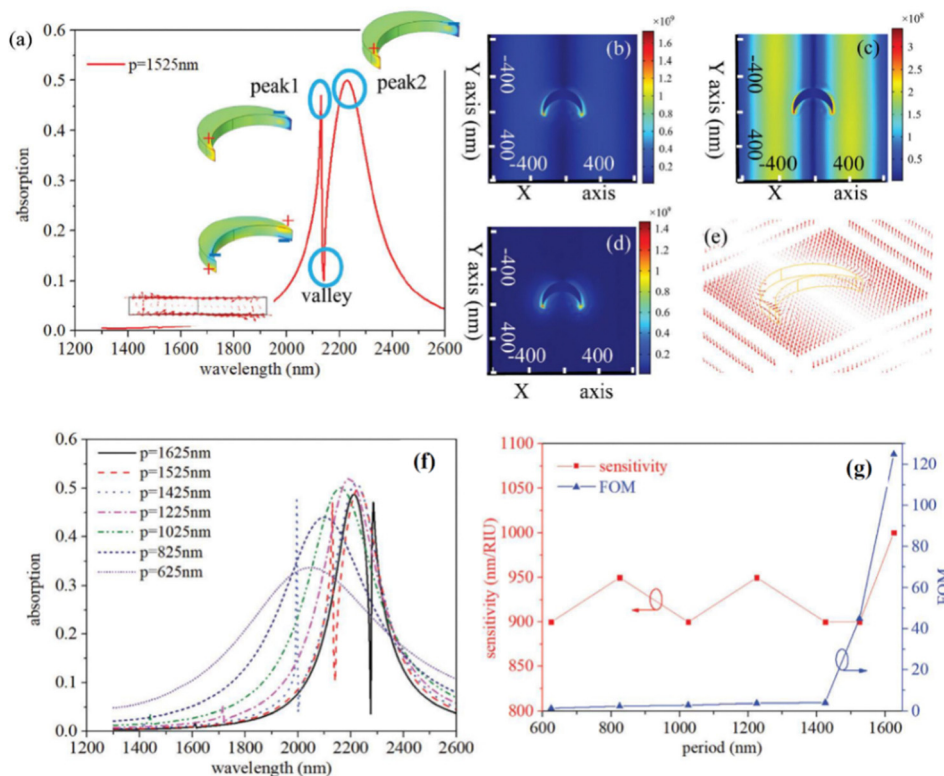 (a)
0.6
0.5
0.4
0.3
0.2
0.1
0.0
absorption
p=1525nm
peak1
peak2
valley
+
+
+
+
1200 1400 1600 1800 2000 2200 2400 2600
wavelength (nm)
(b)
×10⁹
1.6
1.4
1.2
1
0.8
0.6
0.4
0.2
Y axis (nm)
-400
400
-400 400
X axis
(c)
×10⁸
3
2.5
2
1.5
1
0.5
Y axis (nm)
-400
400
-400 400
X axis
(d)
×10⁹
1.4
1.2
1
0.8
0.6
0.4
0.2
Y axis (nm)
-400
400
-400 400
X axis
(e)
(f)
0.6
0.5
0.4
0.3
0.2
0.1
0.0
absorption
p=1625nm
p=1525nm
p=1425nm
p=1225nm
p=1025nm
p=825nm
p=625nm
1200 1400 1600 1800 2000 2200 2400 2600
wavelength (nm)
(g)
1100
1050
1000
950
900
850
800
sensitivity (nm/RIU)
sensitivity
FOM
120
100
80
60
40
20
0
FOM
600 800 1000 1200 1400 1600
period (nm)